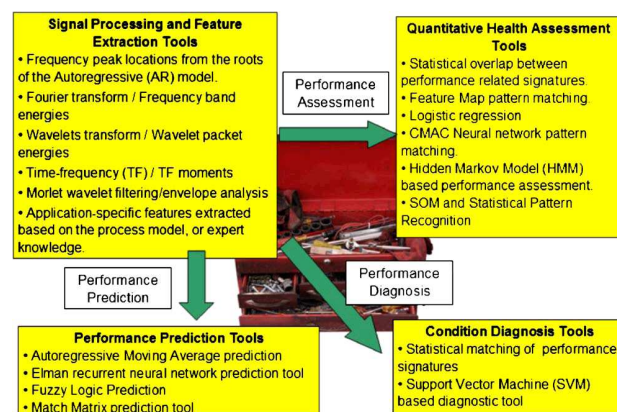 Signal Processing and Feature
Extraction Tools
• Frequency peak locations from the roots
of the Autoregressive (AR) model.
• Fourier transform / Frequency band
energies
• Wavelets transform / Wavelet packet
energies
• Time-frequency (TF) / TF moments
• Morlet wavelet filtering/envelope analysis
• Application-specific features extracted
based on the process model, or expert
knowledge.
Performance
Assessment
Quantitative Health Assessment
Tools
• Statistical overlap between
performance related signatures.
• Feature Map pattern matching.
• Logistic regression
• CMAC Neural network pattern
matching.
• Hidden Markov Model (HMM)
based performance assessment.
• SOM and Statistical Pattern
Recognition
Performance
Prediction
Performance
Diagnosis
Performance Prediction Tools
• Autoregressive Moving Average prediction
• Elman recurrent neural network prediction tool
• Fuzzy Logic Prediction
• Match Matrix prediction tool
Condition Diagnosis Tools
• Statistical matching of performance
signatures
• Support Vector Machine (SVM)
based diagnostic tool